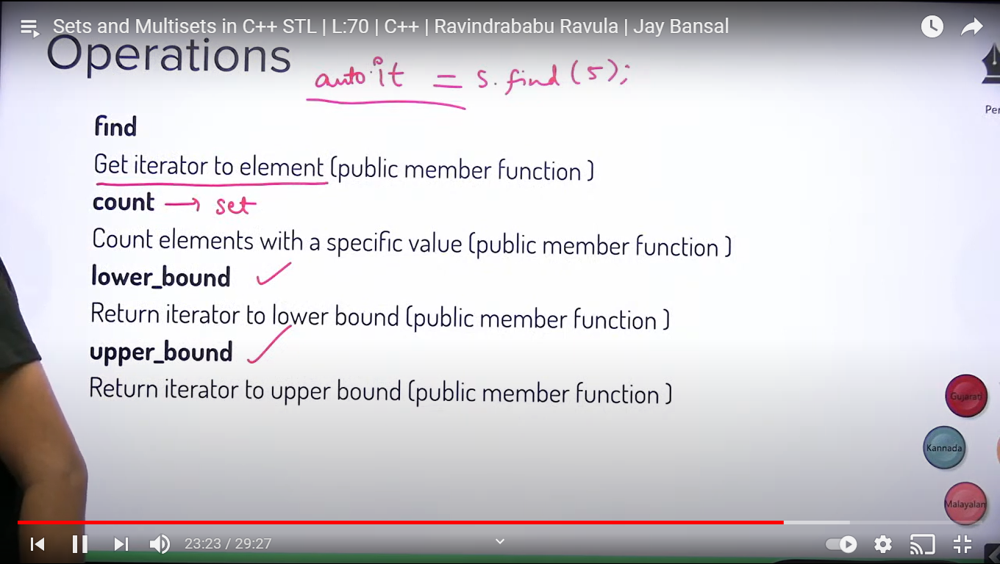 Sets and Multisets in C++ STL | L:70 | C++ | Ravindrababu Ravula | Jay Bansal
Operations
auto it = s.find(5);
Per
find
Get iterator to element (public member function )
count → set
Count elements with a specific value (public member function )
lower_bound ✓
Return iterator to lower bound (public member function )
upper_bound ✓
Return iterator to upper bound (public member function )
Gujarati
Kannada
Malayalam
23:23 / 29:27